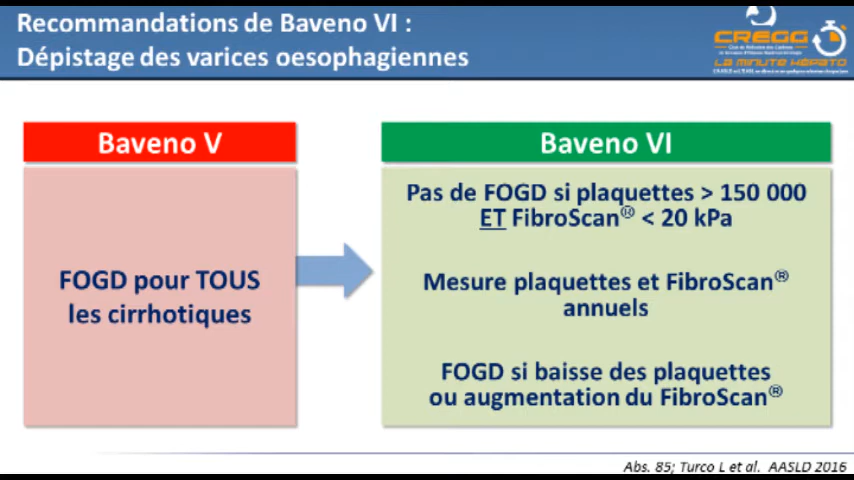 Recommandations de Baveno VI :
Dépistage des varices oesophagiennes
CREGG
LA MINUTE HÉPATO
Baveno V
FOGD pour TOUS
les cirrhotiques
Baveno VI
Pas de FOGD si plaquettes > 150 000
ET FibroScan® < 20 kPa
Mesure plaquettes et FibroScan®
annuels
FOGD si baisse des plaquettes
ou augmentation du FibroScan®
Abs. 85; Turco L et al. AASLD 2016